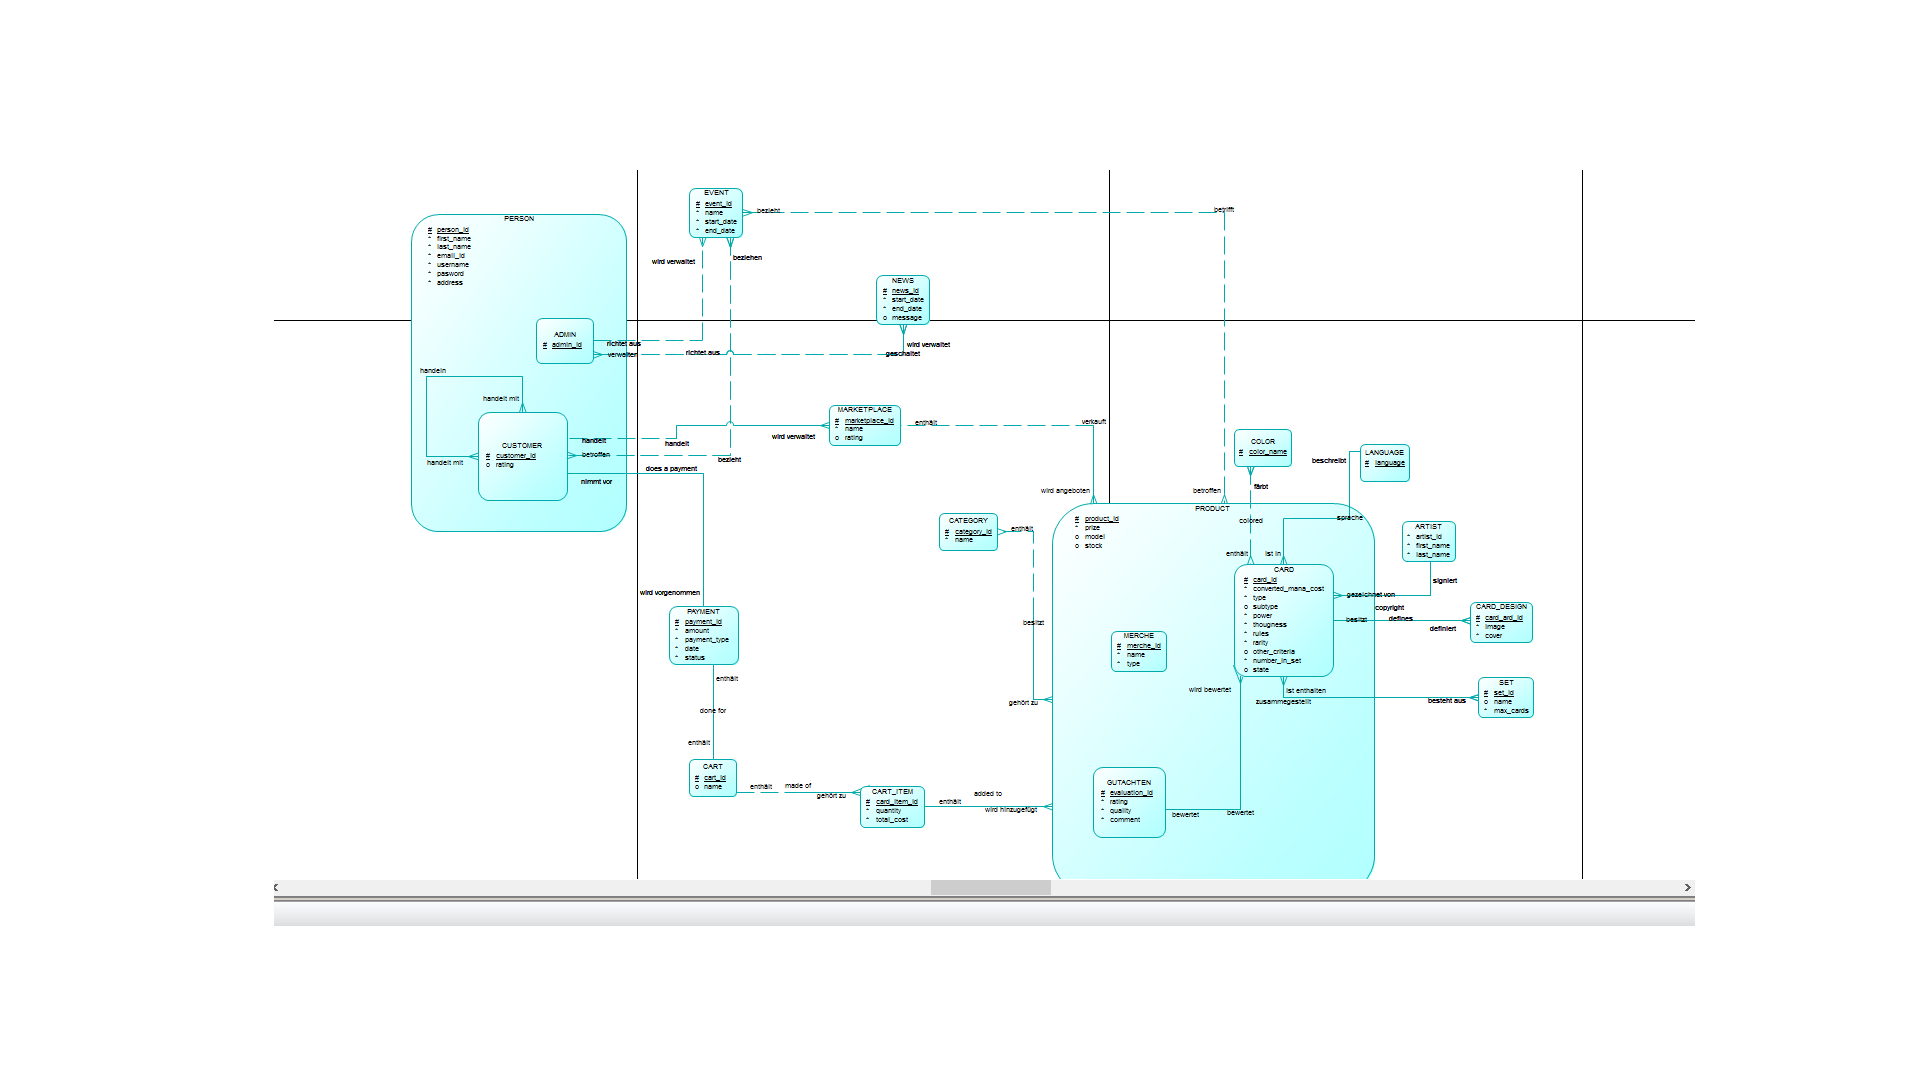 EVENT
# event_id
* name
* start_date
* end_date
bezieht
betrifft
wird verwaltet
beziehen
PERSON
# person_id
* first_name
* last_name
* email_id
* username
* pasword
* address
NEWS
# news_id
* start_date
* end_date
o message
wird verwaltet
geschaltet
ADMIN
# admin_id
richtet aus
verwalten
richtet aus
handeln
handelt mit
handelt mit
CUSTOMER
# customer_id
o rating
handelt
betroffen
handelt
bezieht
does a payment
nimmt vor
wird verwaltet
MARKETPLACE
# marketplace_id
* name
o rating
enthält
verkauft
wird angeboten
betroffen
COLOR
# color_name
färbt
colored
enthält
LANGUAGE
# language
beschreibt
sprache
ist in
CATEGORY
# category_id
* name
enthält
besitzt
gehört zu
PRODUCT
# product_id
* prize
o model
o stock
ARTIST
* artist_id
* first_name
* last_name
signiert
gezeichnet von
copyright
CARD
# card_id
* converted_mana_cost
* type
o subtype
* power
* thougness
* rules
* rarity
o other_criteria
* number_in_set
o state
besitzt
defines
definiert
CARD_DESIGN
# card_ard_id
* image
* cover
MERCHE
# merche_id
* name
* type
wird bewertet
ist enthalten
zusammegestellt
besteht aus
SET
# set_id
o name
* max_cards
wird vorgenommen
PAYMENT
# payment_id
* amount
* payment_type
* date
* status
enthält
done for
enthält
CART
# cart_id
o name
enthält
made of
gehört zu
CART_ITEM
# card_item_id
* quantity
* total_cost
enthält
added to
wird hinzugefügt
GUTACHTEN
# evaluation_id
* rating
* quality
* comment
bewertet
bewertet